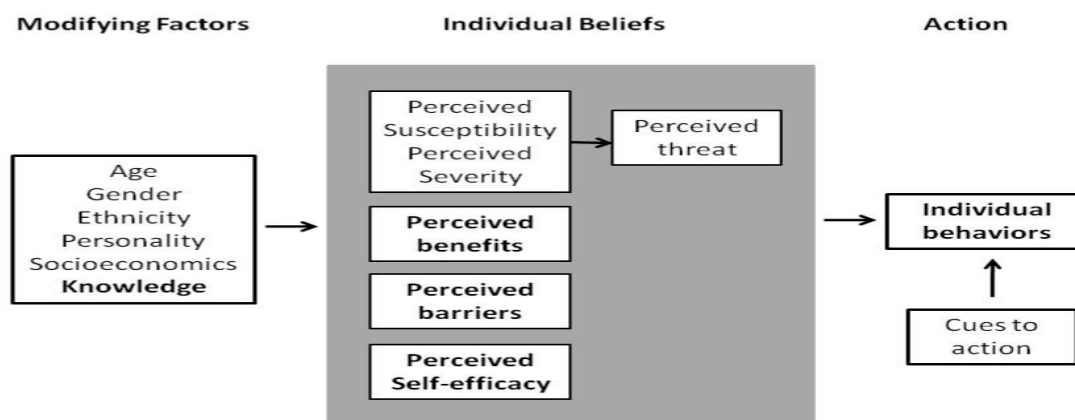 Modifying Factors
Individual Beliefs
Action
Age
Gender
Ethnicity
Personality
Socioeconomics
Knowledge
Perceived
Susceptibility
Perceived
Severity
Perceived
threat
Perceived
benefits
Perceived
barriers
Perceived
Self-efficacy
Individual
behaviors
Cues to
action